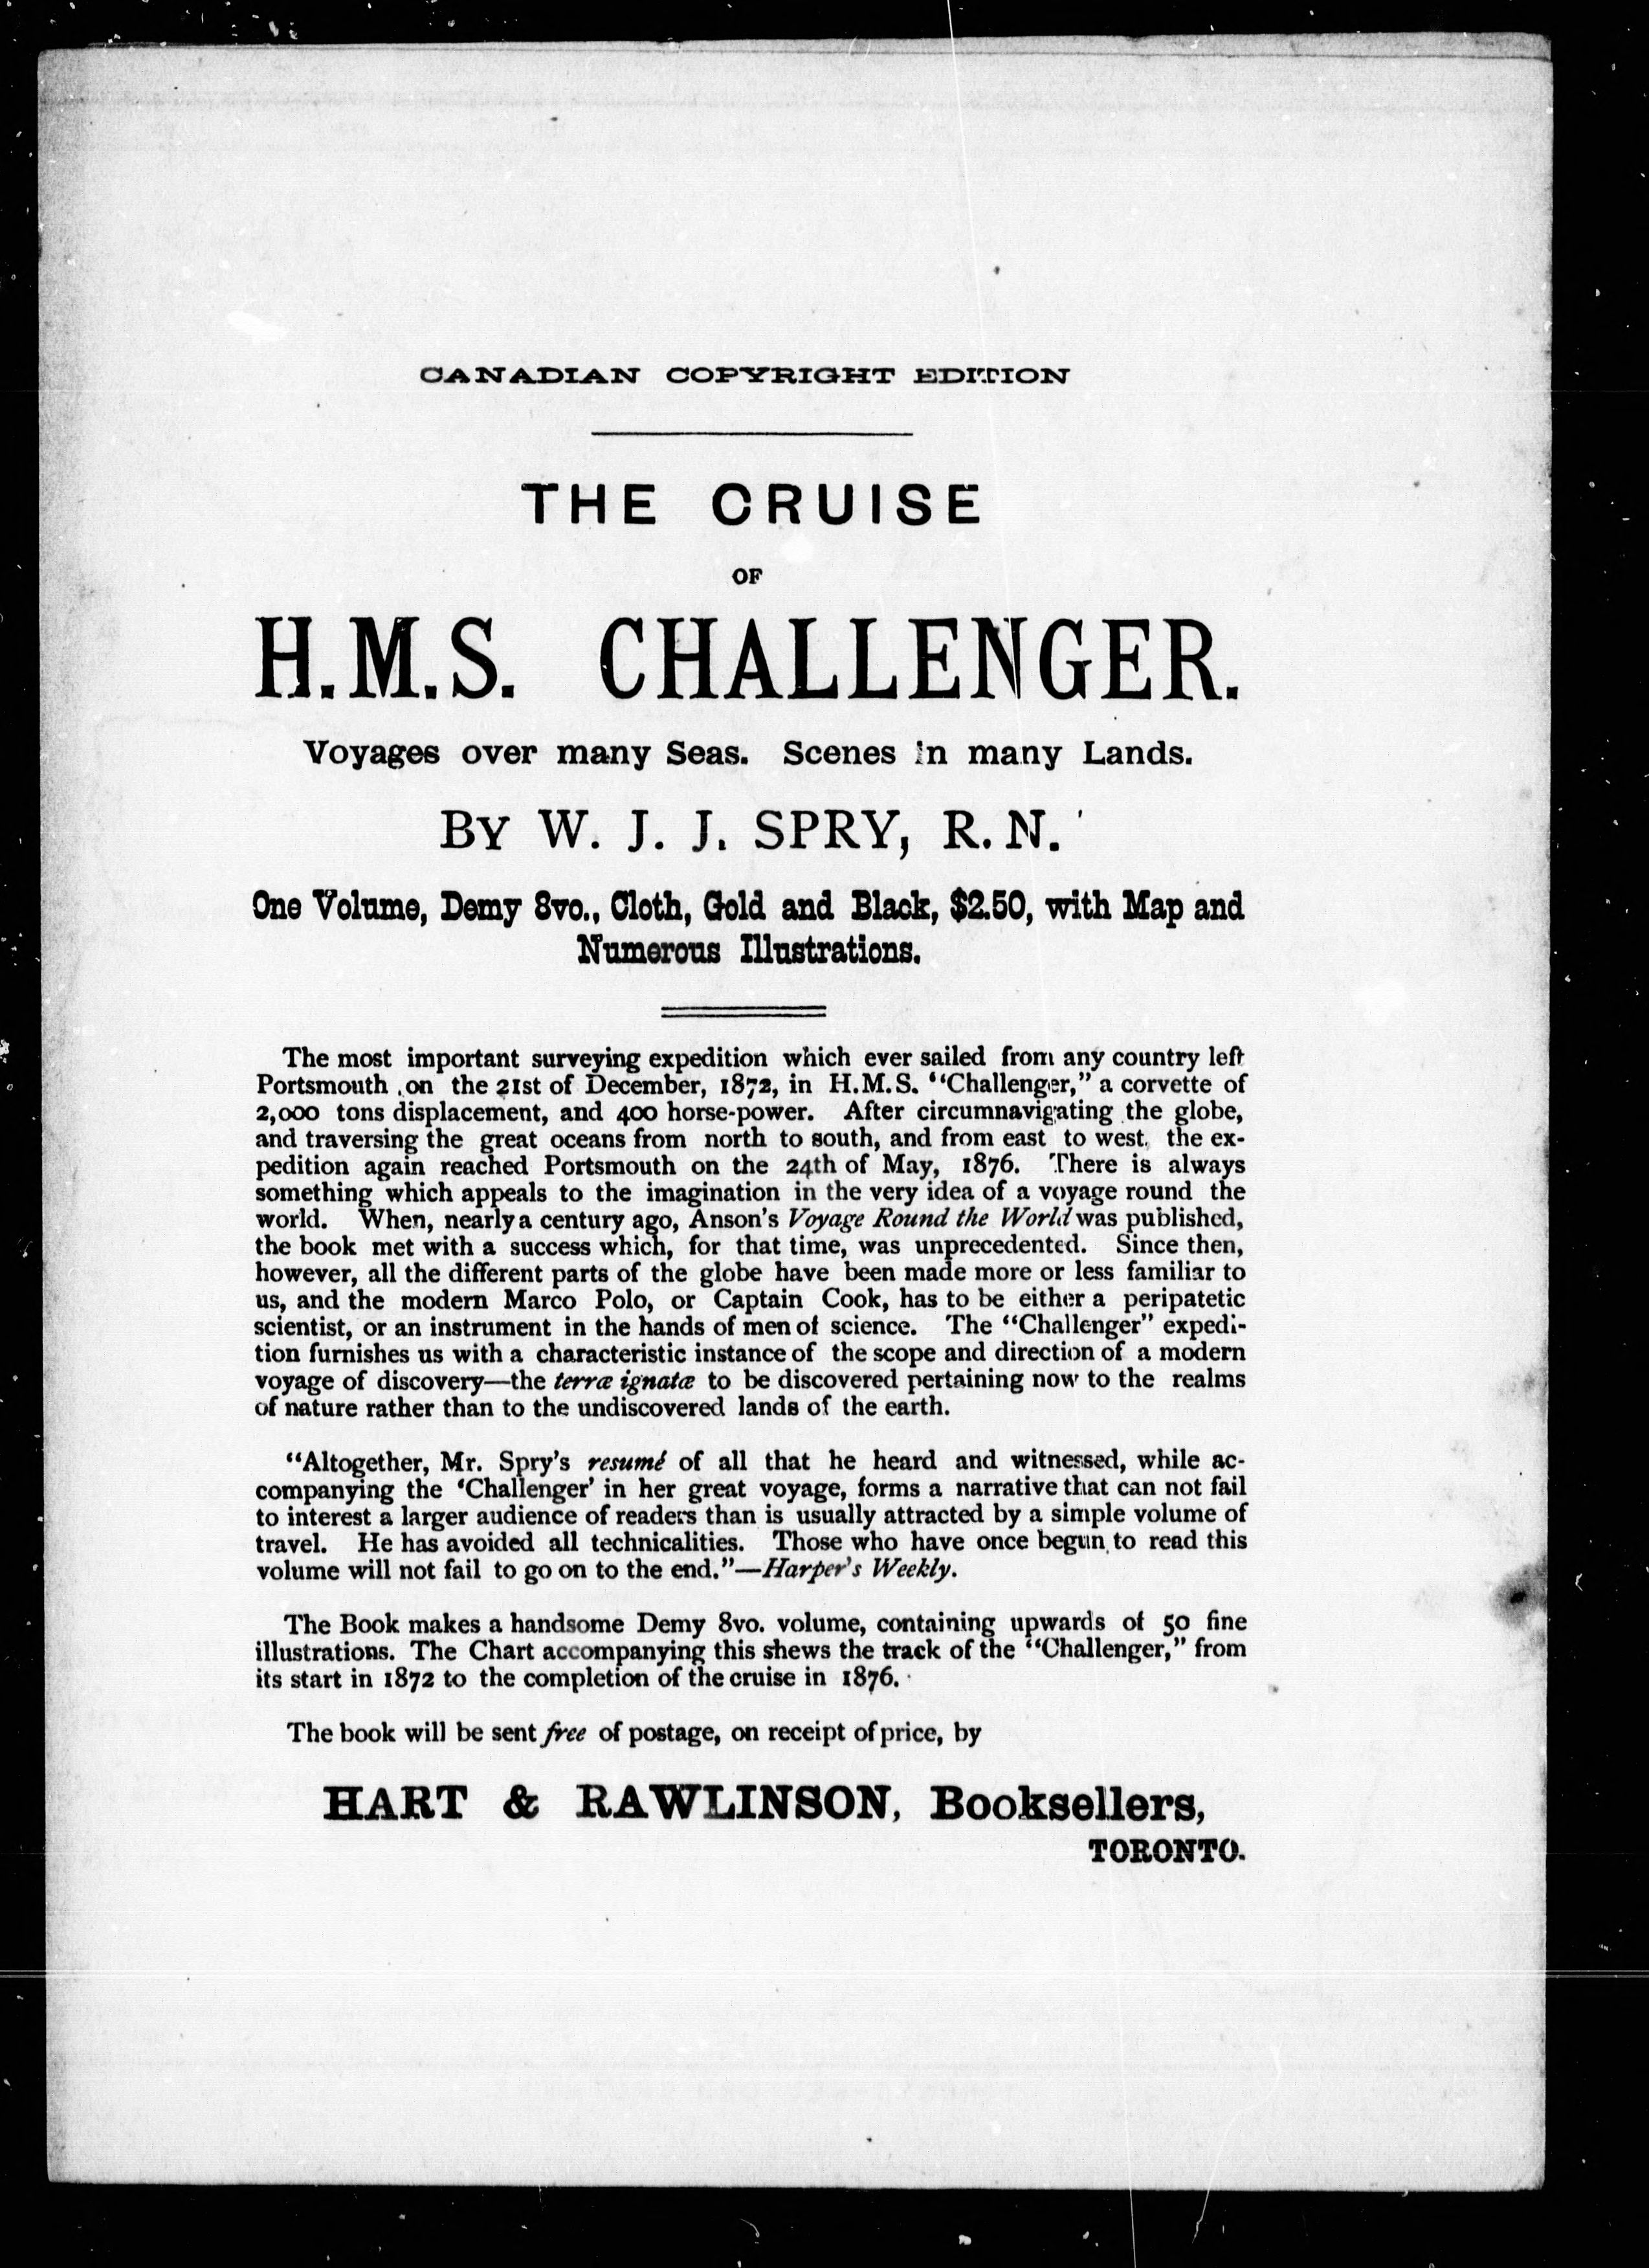 CANADIAN COPYRIGHT EDITION
THE CRUISE
OF
H.M.S. CHALLENGER.
Voyages over many Seas. Scenes in many Lands.
BY W. J. J. SPRY, R.N.
One Volume, Demy 8vo., Cloth, Gold and Black, $2.50, with Map and
Numerous Illustrations.
The most important surveying expedition which ever sailed from any country left
Portsmouth on the 21st of December, 1872, in H.M.S. "Challenger," a corvette of
2,000 tons displacement, and 400 horse-power. After circumnavigating the globe,
and traversing the great oceans from north to south, and from east to west, the ex-
pedition again reached Portsmouth on the 24th of May, 1876. There is always
something which appeals to the imagination in the very idea of a voyage round the
world. When, nearly a century ago, Anson's Voyage Round the World was published,
the book met with a success which, for that time, was unprecedented. Since then,
however, all the different parts of the globe have been made more or less familiar to
us, and the modern Marco Polo, or Captain Cook, has to be either a peripatetic
scientist, or an instrument in the hands of men of science. The "Challenger" expedi-
tion furnishes us with a characteristic instance of the scope and direction of a modern
voyage of discovery—the terræ ignatæ to be discovered pertaining now to the realms
of nature rather than to the undiscovered lands of the earth.
"Altogether, Mr. Spry's resumé of all that he heard and witnessed, while ac-
companying the 'Challenger' in her great voyage, forms a narrative that can not fail
to interest a larger audience of readers than is usually attracted by a simple volume of
travel. He has avoided all technicalities. Those who have once begun to read this
volume will not fail to go on to the end."—Harper's Weekly.
The Book makes a handsome Demy 8vo. volume, containing upwards of 50 fine
illustrations. The Chart accompanying this shews the track of the "Challenger," from
its start in 1872 to the completion of the cruise in 1876.
The book will be sent free of postage, on receipt of price, by
HART & RAWLINSON, Booksellers,
TORONTO.